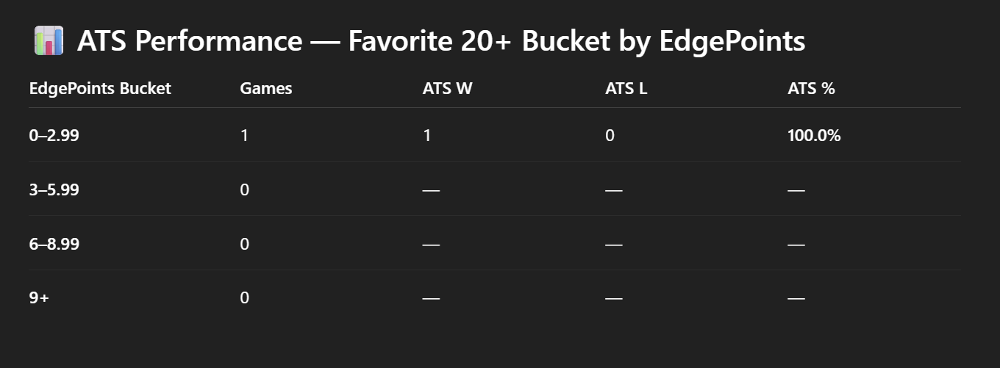 📊 ATS Performance — Favorite 20+ Bucket by EdgePoints
EdgePoints Bucket Games ATS W ATS L ATS %
0–2.99 1 1 0 100.0%
3–5.99 0 — — —
6–8.99 0 — — —
9+ 0 — — —